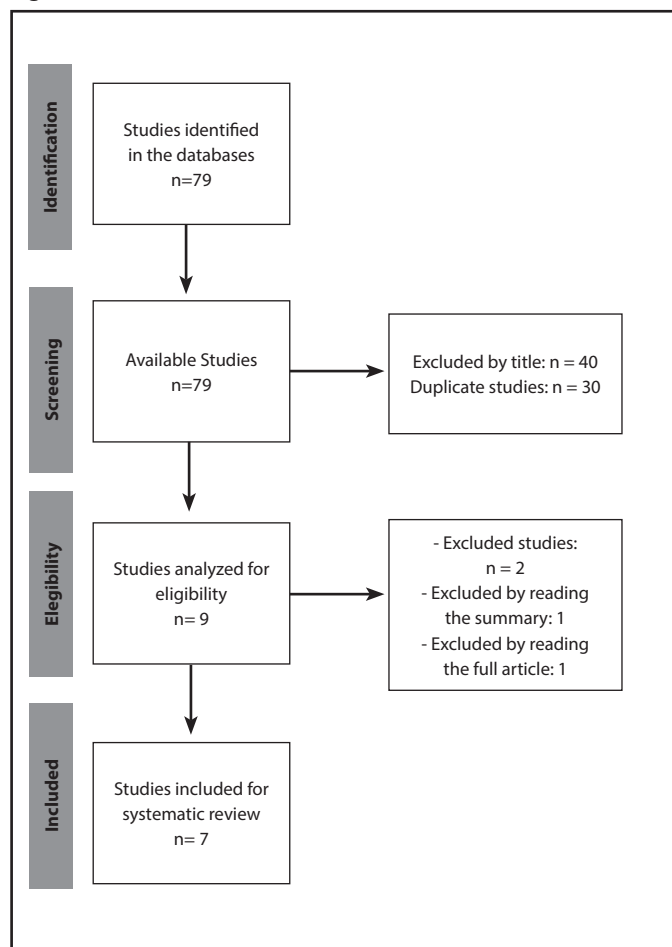 Identification
Studies identified
in the databases
n=79
Screening
Available Studies
n=79
Excluded by title: n = 40
Duplicate studies: n = 30
Elegibility
Studies analyzed for
eligibility
n= 9
- Excluded studies:
n = 2
- Excluded by reading
the summary: 1
- Excluded by reading
the full article: 1
Included
Studies included for
systematic review
n= 7